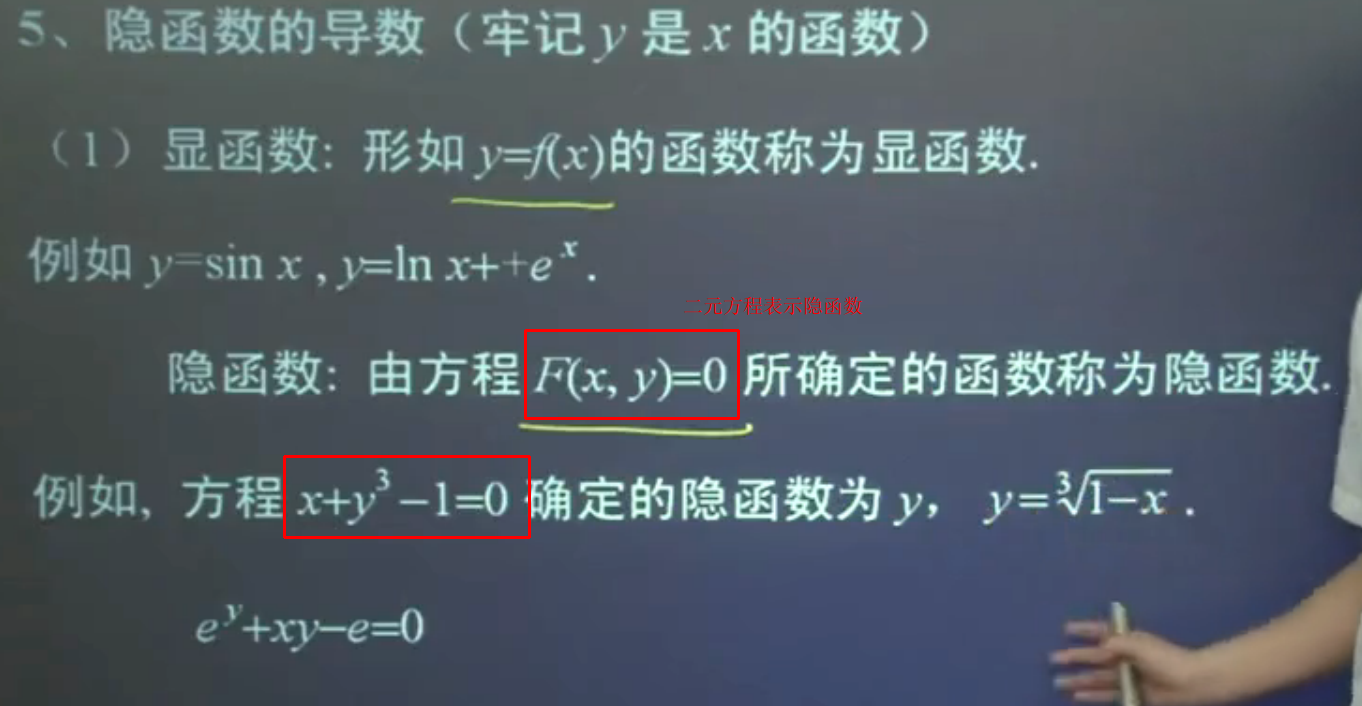 5、隐函数的导数（牢记 y 是 x 的函数）
（1）显函数: 形如 y=f(x)的函数称为显函数.
例如 y=sin x , y=ln x++e^x .
二元方程表示隐函数
隐函数: 由方程 F(x, y)=0 所确定的函数称为隐函数.
例如, 方程 x+y³−1=0 确定的隐函数为 y， y=∛(1−x) .
e^y+xy−e=0